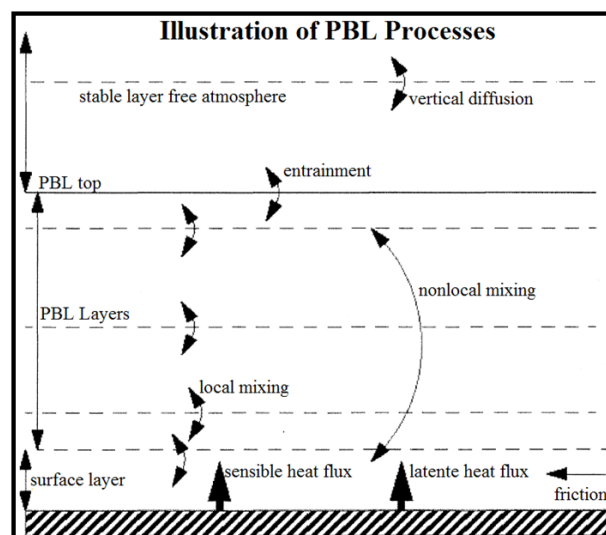 Illustration of PBL Processes
stable layer free atmosphere
vertical diffusion
entrainment
PBL top
nonlocal mixing
PBL Layers
local mixing
sensible heat flux
latente heat flux
surface layer
friction